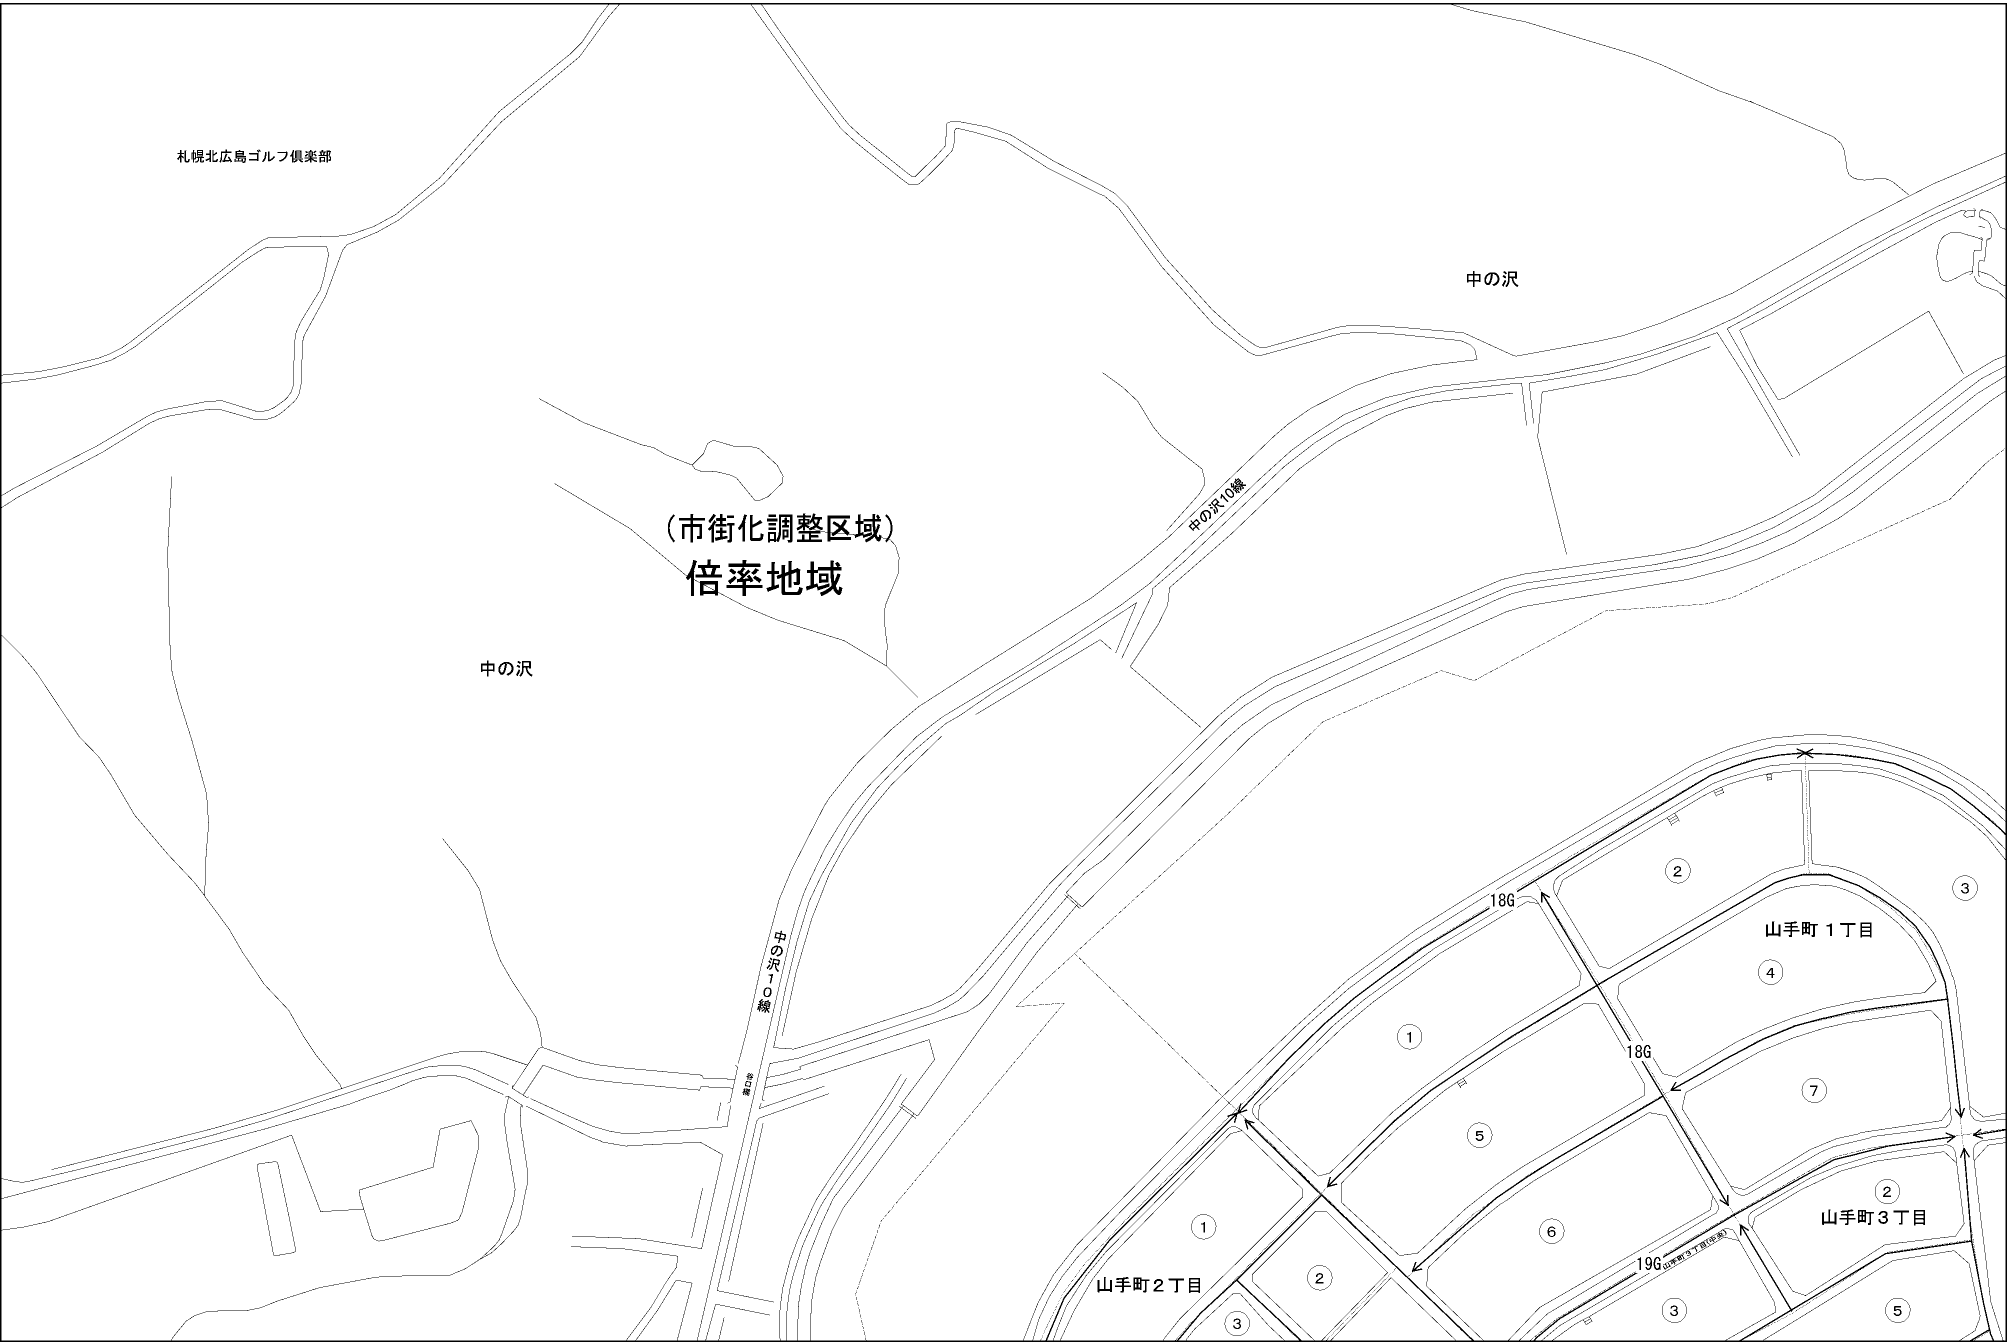 札幌北広島ゴルフ倶楽部
中の沢
中の沢10線
（市街化調整区域）
倍率地域
中の沢
②
③
18G
山手町１丁目
④
中の沢１０線
①
18G
谷口橋
⑦
⑤
②
山手町３丁目
①
⑥
19G
山手町２丁目
②
③
③
⑤